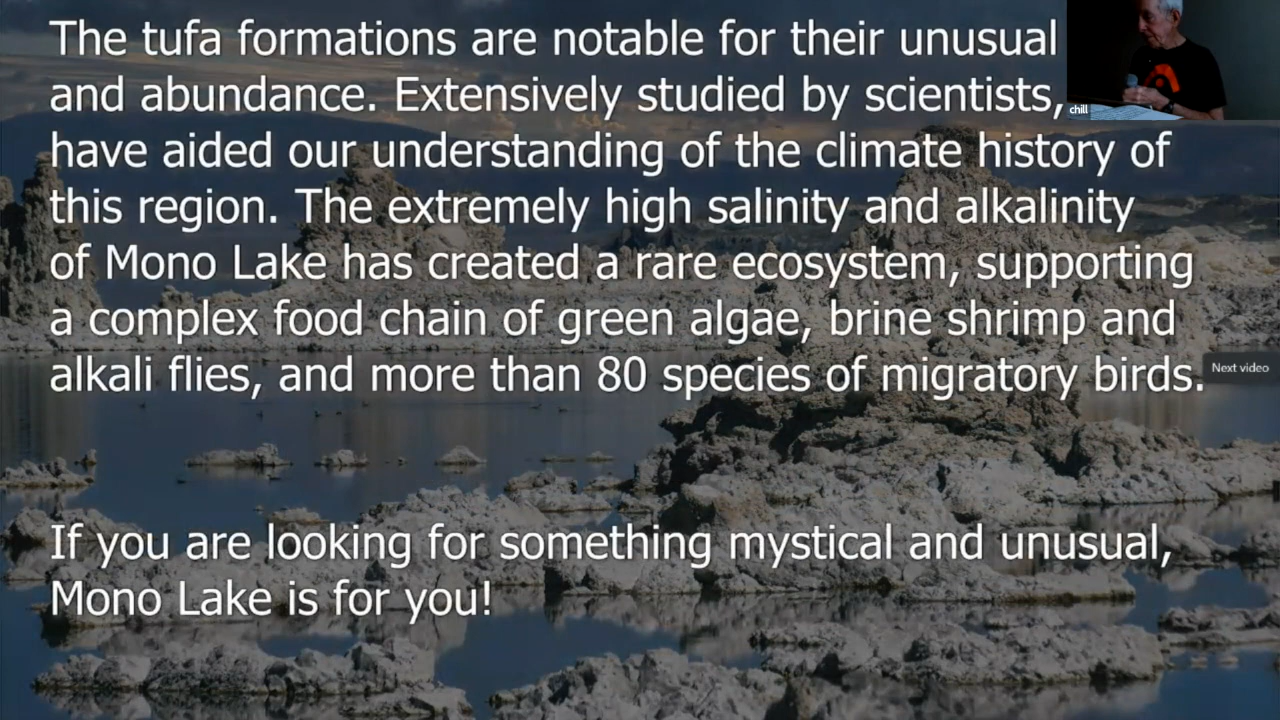 The tufa formations are notable for their unusual
and abundance. Extensively studied by scientists,
have aided our understanding of the climate history of
this region. The extremely high salinity and alkalinity
of Mono Lake has created a rare ecosystem, supporting
a complex food chain of green algae, brine shrimp and
alkali flies, and more than 80 species of migratory birds.
If you are looking for something mystical and unusual,
Mono Lake is for you!
chill
Next video